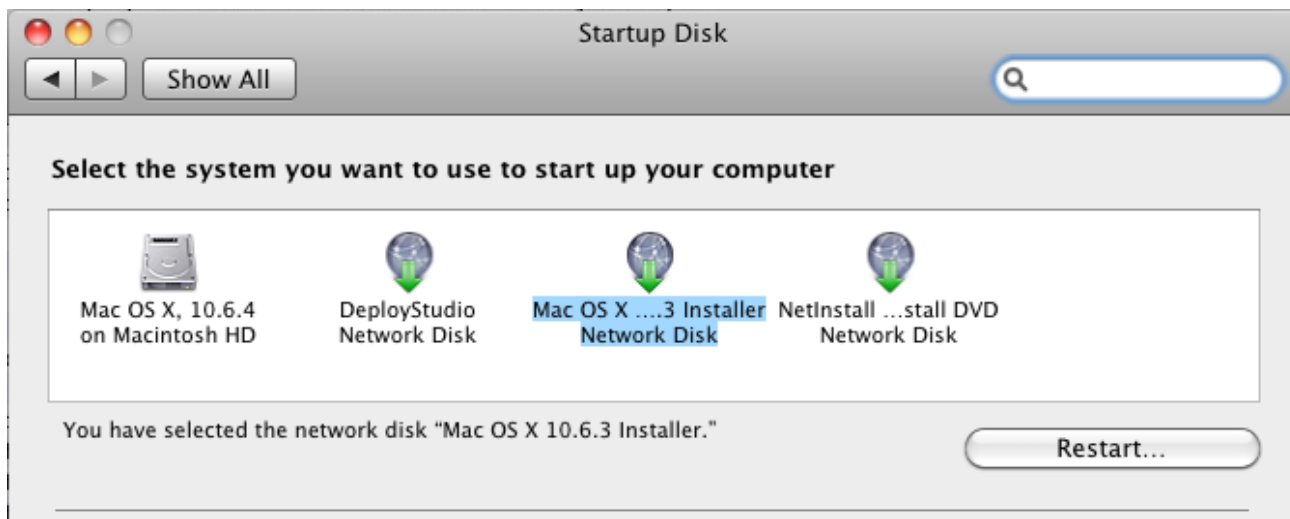 Startup Disk
Show All
Select the system you want to use to start up your computer
Mac OS X, 10.6.4
on Macintosh HD
DeployStudio
Network Disk
Mac OS X ....3 Installer
Network Disk
NetInstall ...stall DVD
Network Disk
You have selected the network disk “Mac OS X 10.6.3 Installer.”
Restart...